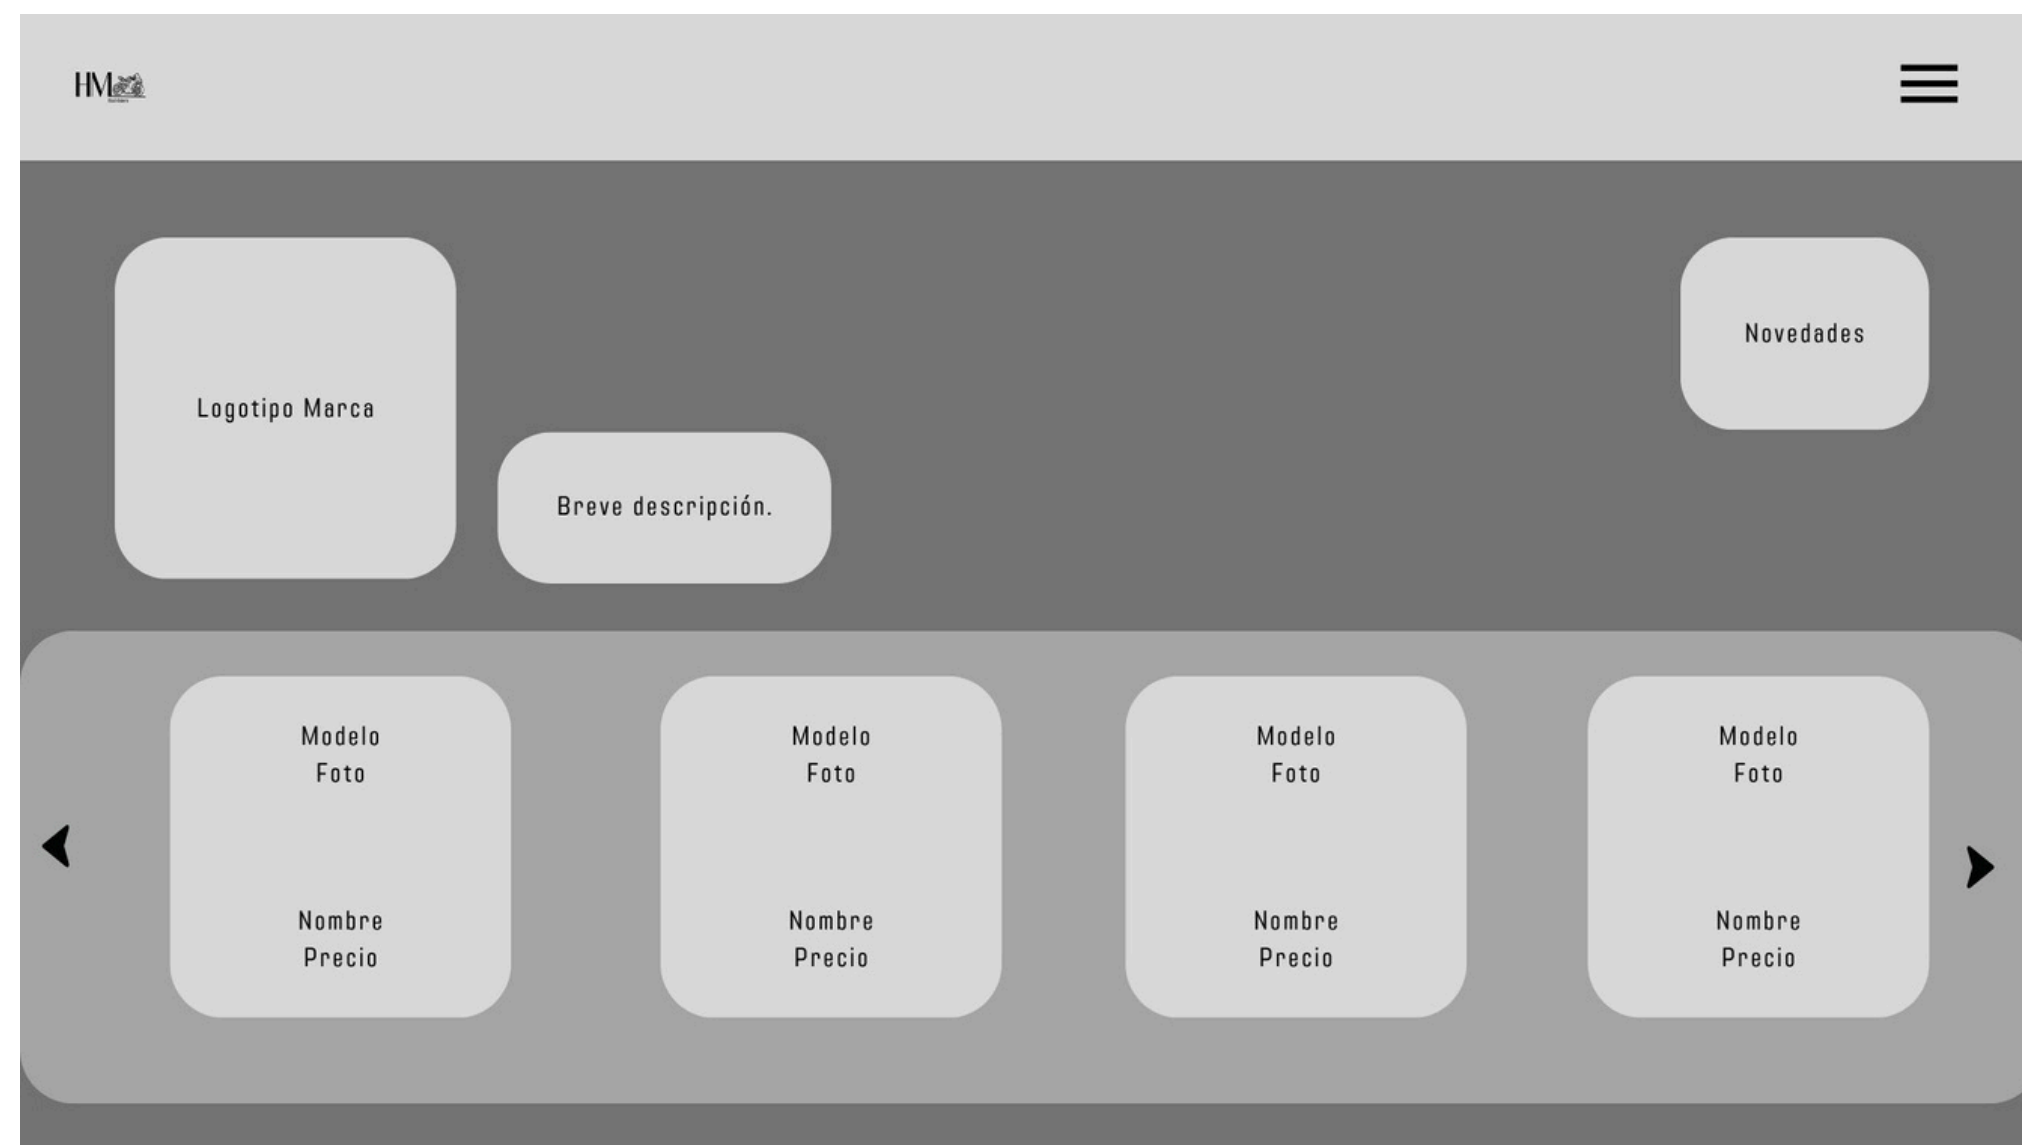 HM
Logotipo Marca
Novedades
Breve descripción.
Modelo
Foto
Nombre
Precio
Modelo
Foto
Nombre
Precio
Modelo
Foto
Nombre
Precio
Modelo
Foto
Nombre
Precio